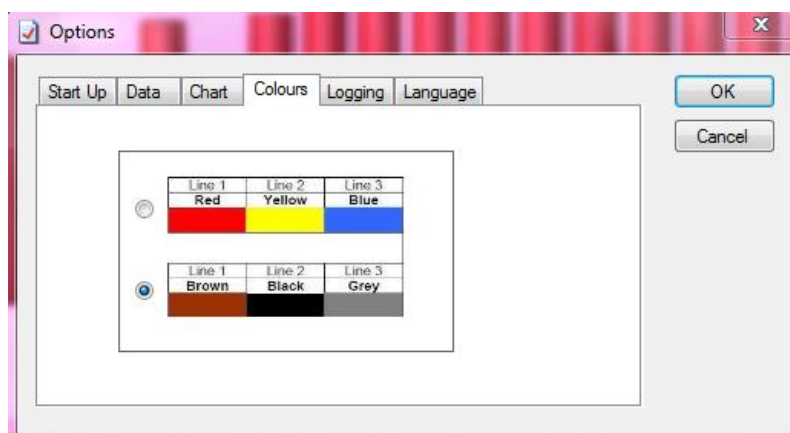 Options
Start Up Data Chart Colours Logging Language
OK
Cancel
Line 1 Line 2 Line 3
Red Yellow Blue
Line 1 Line 2 Line 3
Brown Black Grey